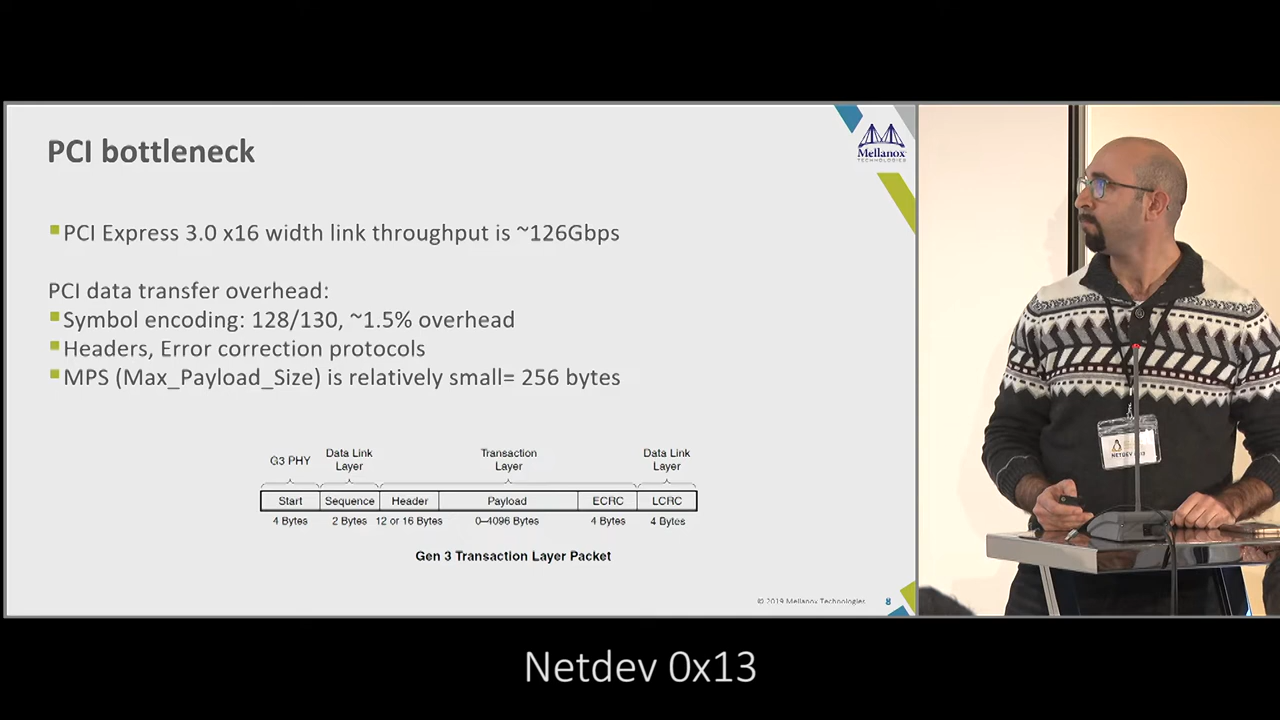 PCI bottleneck
Mellanox
TECHNOLOGIES
PCI Express 3.0 x16 width link throughput is ~126Gbps
PCI data transfer overhead:
Symbol encoding: 128/130, ~1.5% overhead
Headers, Error correction protocols
MPS (Max_Payload_Size) is relatively small= 256 bytes
G3 PHY
Data Link Layer
Transaction Layer
Data Link Layer
Start Sequence Header Payload ECRC LCRC
4 Bytes 2 Bytes 12 or 16 Bytes 0–4096 Bytes 4 Bytes 4 Bytes
Gen 3 Transaction Layer Packet
© 2019 Mellanox Technologies 8
NETDEV 0x13
Netdev 0x13